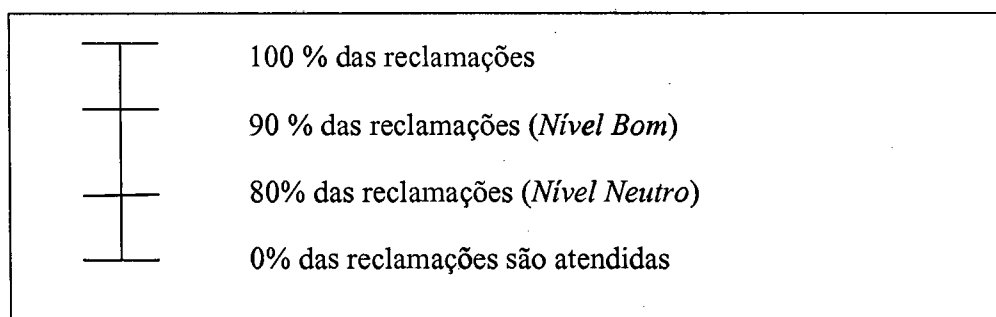 100 % das reclamações
90 % das reclamações (Nível Bom)
80% das reclamações (Nível Neutro)
0% das reclamações são atendidas